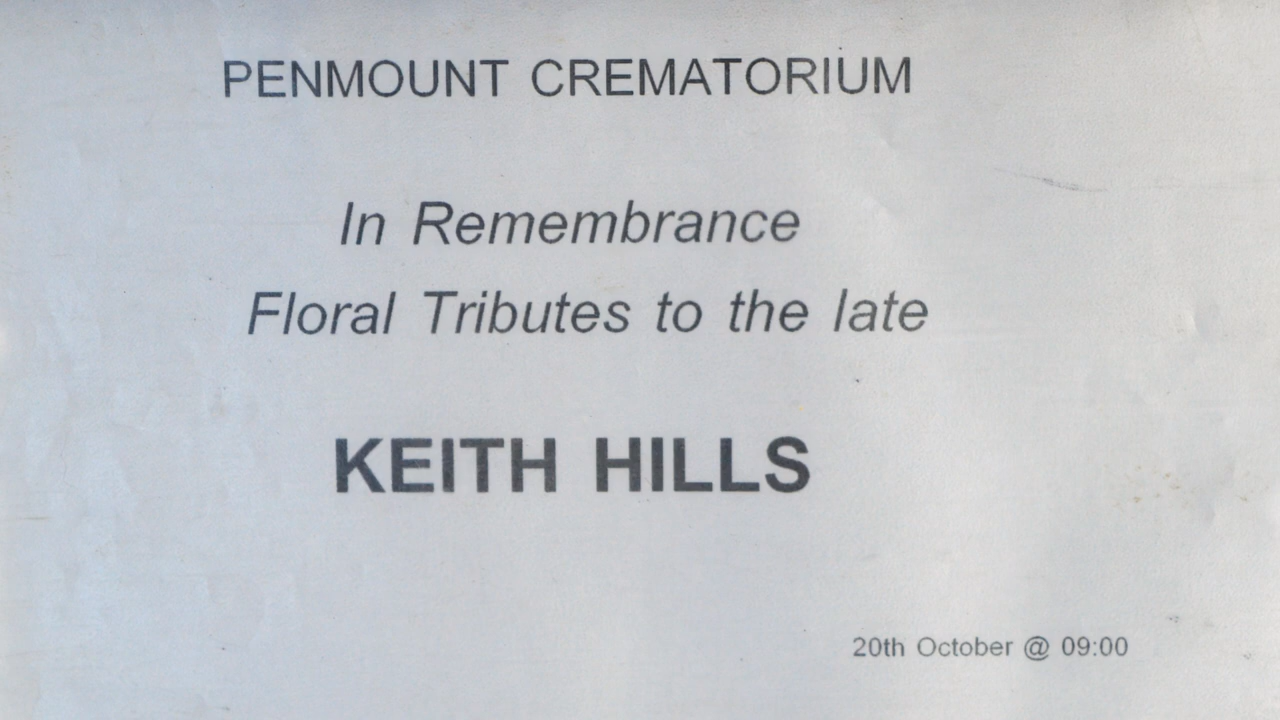 PENMOUNT CREMATORIUM
In Remembrance
Floral Tributes to the late
KEITH HILLS
20th October @ 09:00